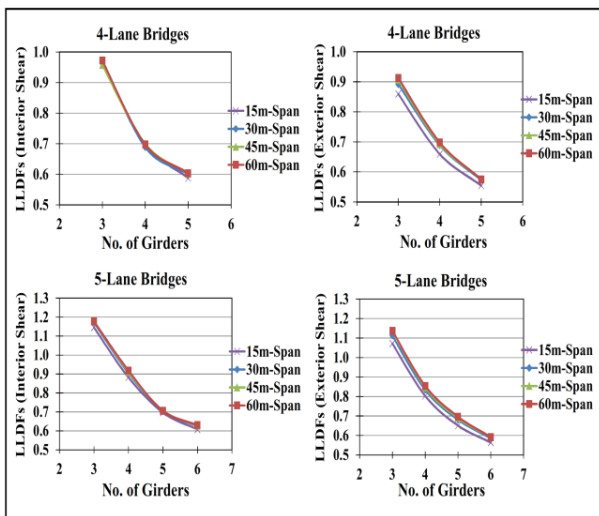 4-Lane Bridges
LLDFs (Interior Shear)
1.0
0.9
0.8
0.7
0.6
0.5
2 3 4 5 6
No. of Girders
15m-Span
30m-Span
45m-Span
60m-Span
4-Lane Bridges
LLDFs (Exterior Shear)
1.0
0.9
0.8
0.7
0.6
0.5
2 3 4 5 6
No. of Girders
15m-Span
30m-Span
45m-Span
60m-Span
5-Lane Bridges
LLDFs (Interior Shear)
1.3
1.2
1.1
1.0
0.9
0.8
0.7
0.6
0.5
2 3 4 5 6 7
No. of Girders
15m-Span
30m-Span
45m-Span
60m-Span
5-Lane Bridges
LLDFs (Exterior Shear)
1.3
1.2
1.1
1.0
0.9
0.8
0.7
0.6
0.5
2 3 4 5 6 7
No. of Girders
15m-Span
30m-Span
45m-Span
60m-Span